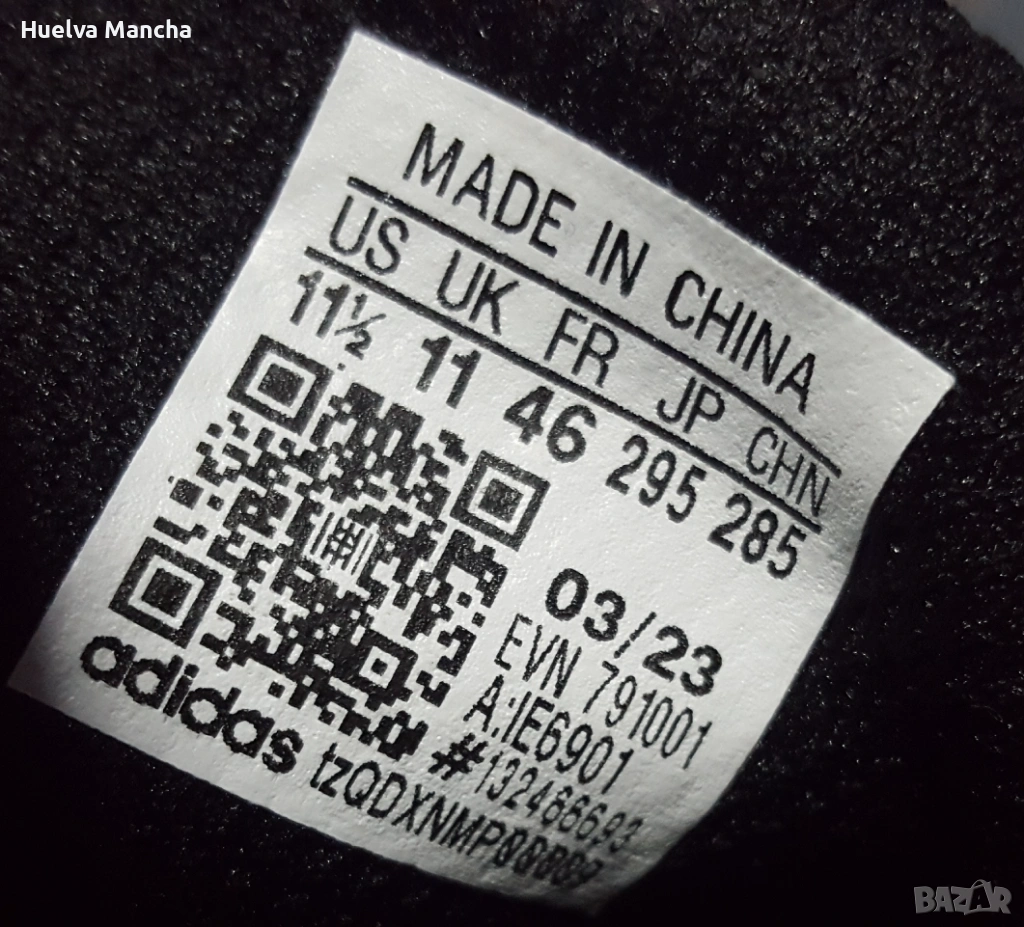 Huelva Mancha
MADE IN CHINA
US UK FR JP CHN
11½ 11 46 295 285
03/23
EVN 791001
A:IE6901
#132466693
adidas
BAZAR